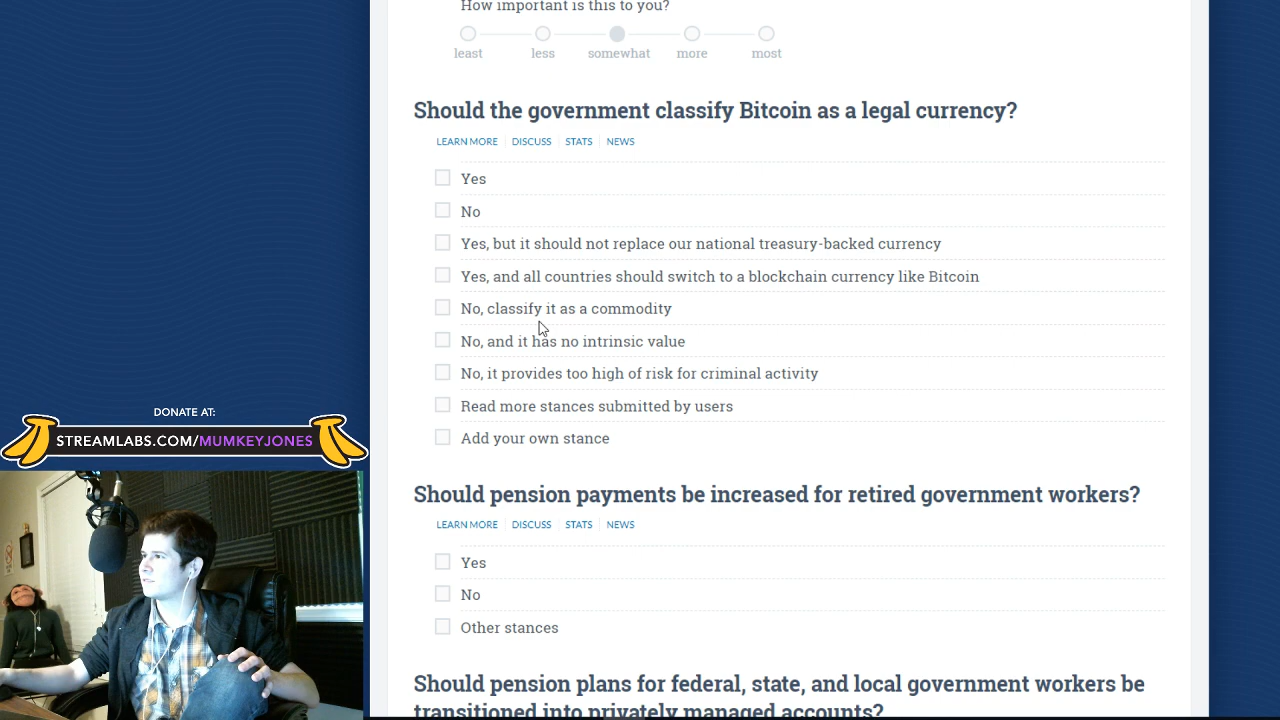 How important is this to you?
least less somewhat more most
Should the government classify Bitcoin as a legal currency?
LEARN MORE DISCUSS STATS NEWS
Yes
No
Yes, but it should not replace our national treasury-backed currency
Yes, and all countries should switch to a blockchain currency like Bitcoin
No, classify it as a commodity
No, and it has no intrinsic value
No, it provides too high of risk for criminal activity
Read more stances submitted by users
Add your own stance
Should pension payments be increased for retired government workers?
LEARN MORE DISCUSS STATS NEWS
Yes
No
Other stances
Should pension plans for federal, state, and local government workers be
transitioned into privately managed accounts?
DONATE AT:
STREAMLABS.COM/MUMKEYJONES